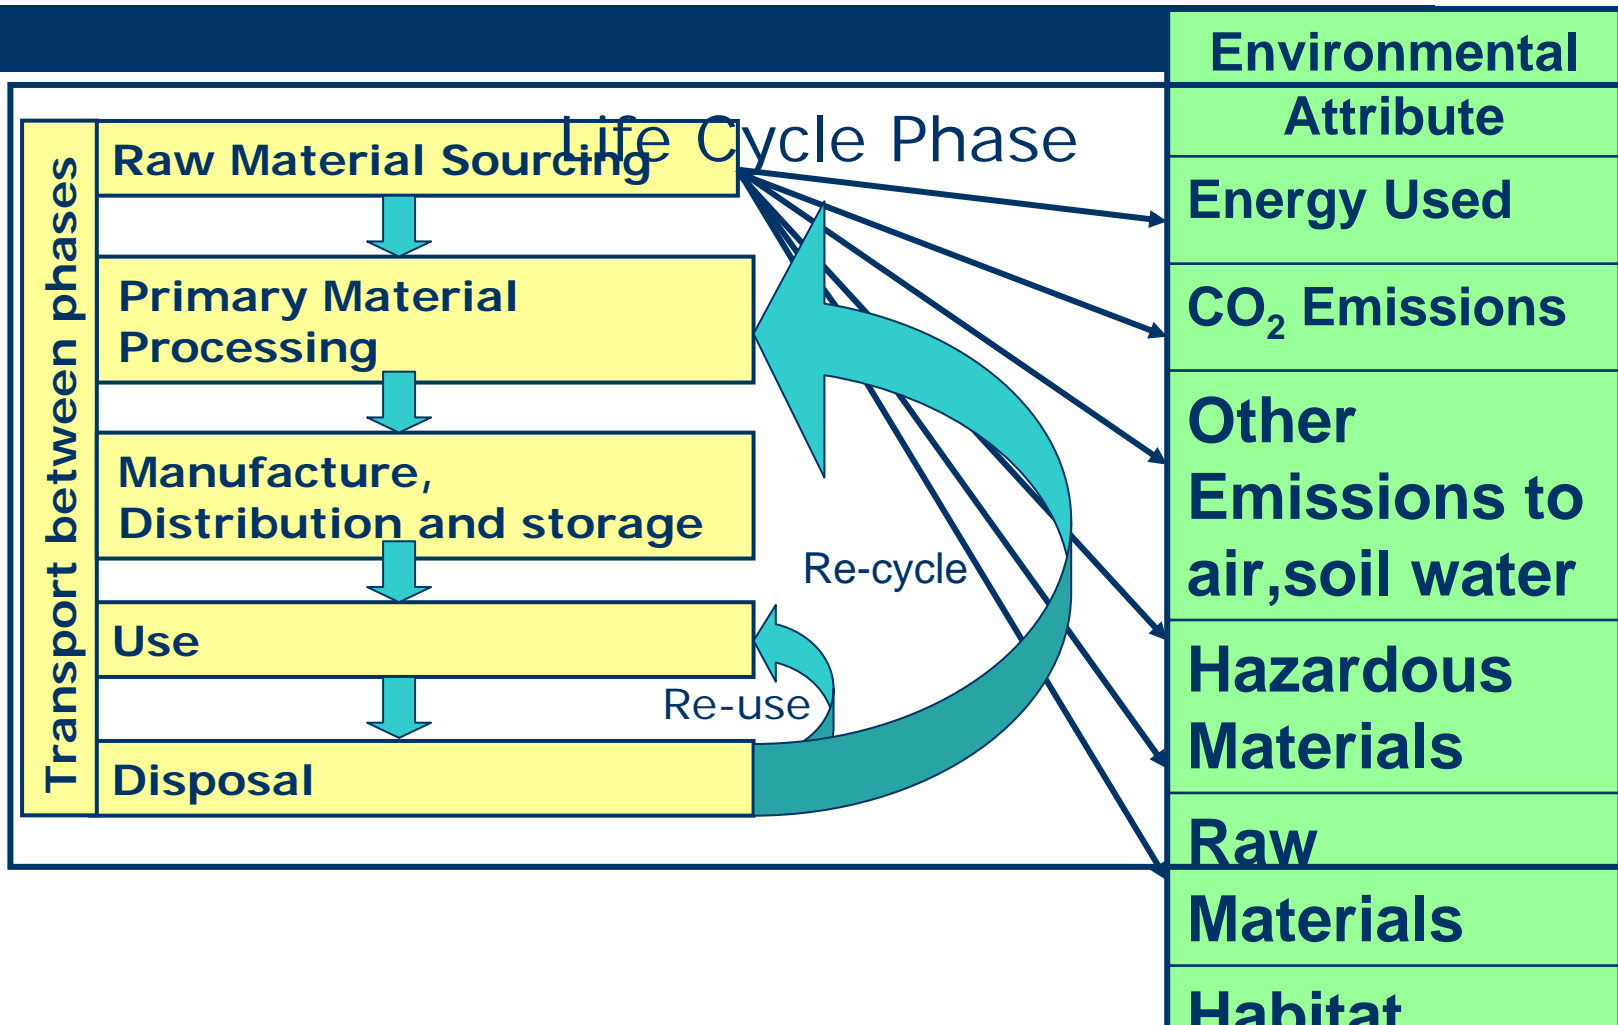 Life Cycle Phase
Transport between phases
Raw Material Sourcing
Primary Material
Processing
Manufacture,
Distribution and storage
Use
Disposal
Re-cycle
Re-use
Environmental
Attribute
Energy Used
CO₂ Emissions
Other
Emissions to
air,soil water
Hazardous
Materials
Raw
Materials
Habitat